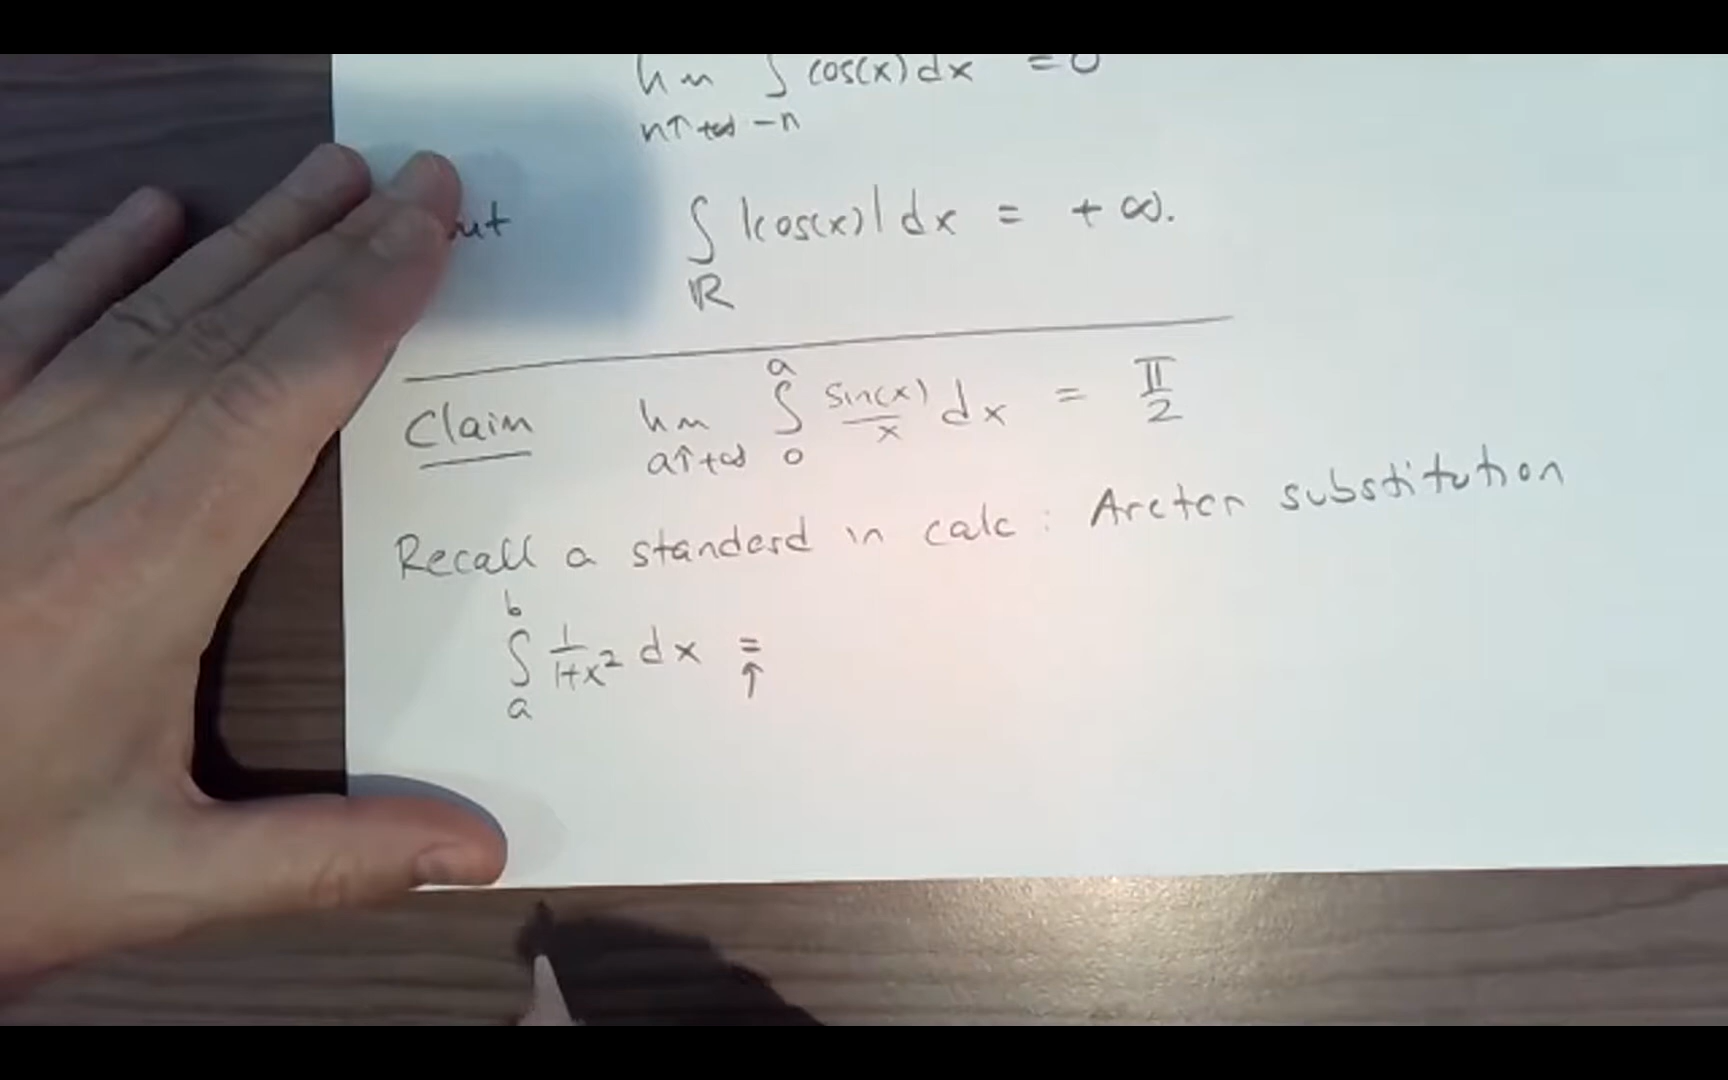 lim ∫ cos(x) dx = 0
n↑+∞ -n
ut ∫ |cos(x)| dx = +∞.
ℝ
Claim lim ∫ sin(x)/x dx = π/2
a↑+∞ 0 a
Recall a standard in calc : Arctan substitution
b
∫ 1/1+x² dx =
a ↑